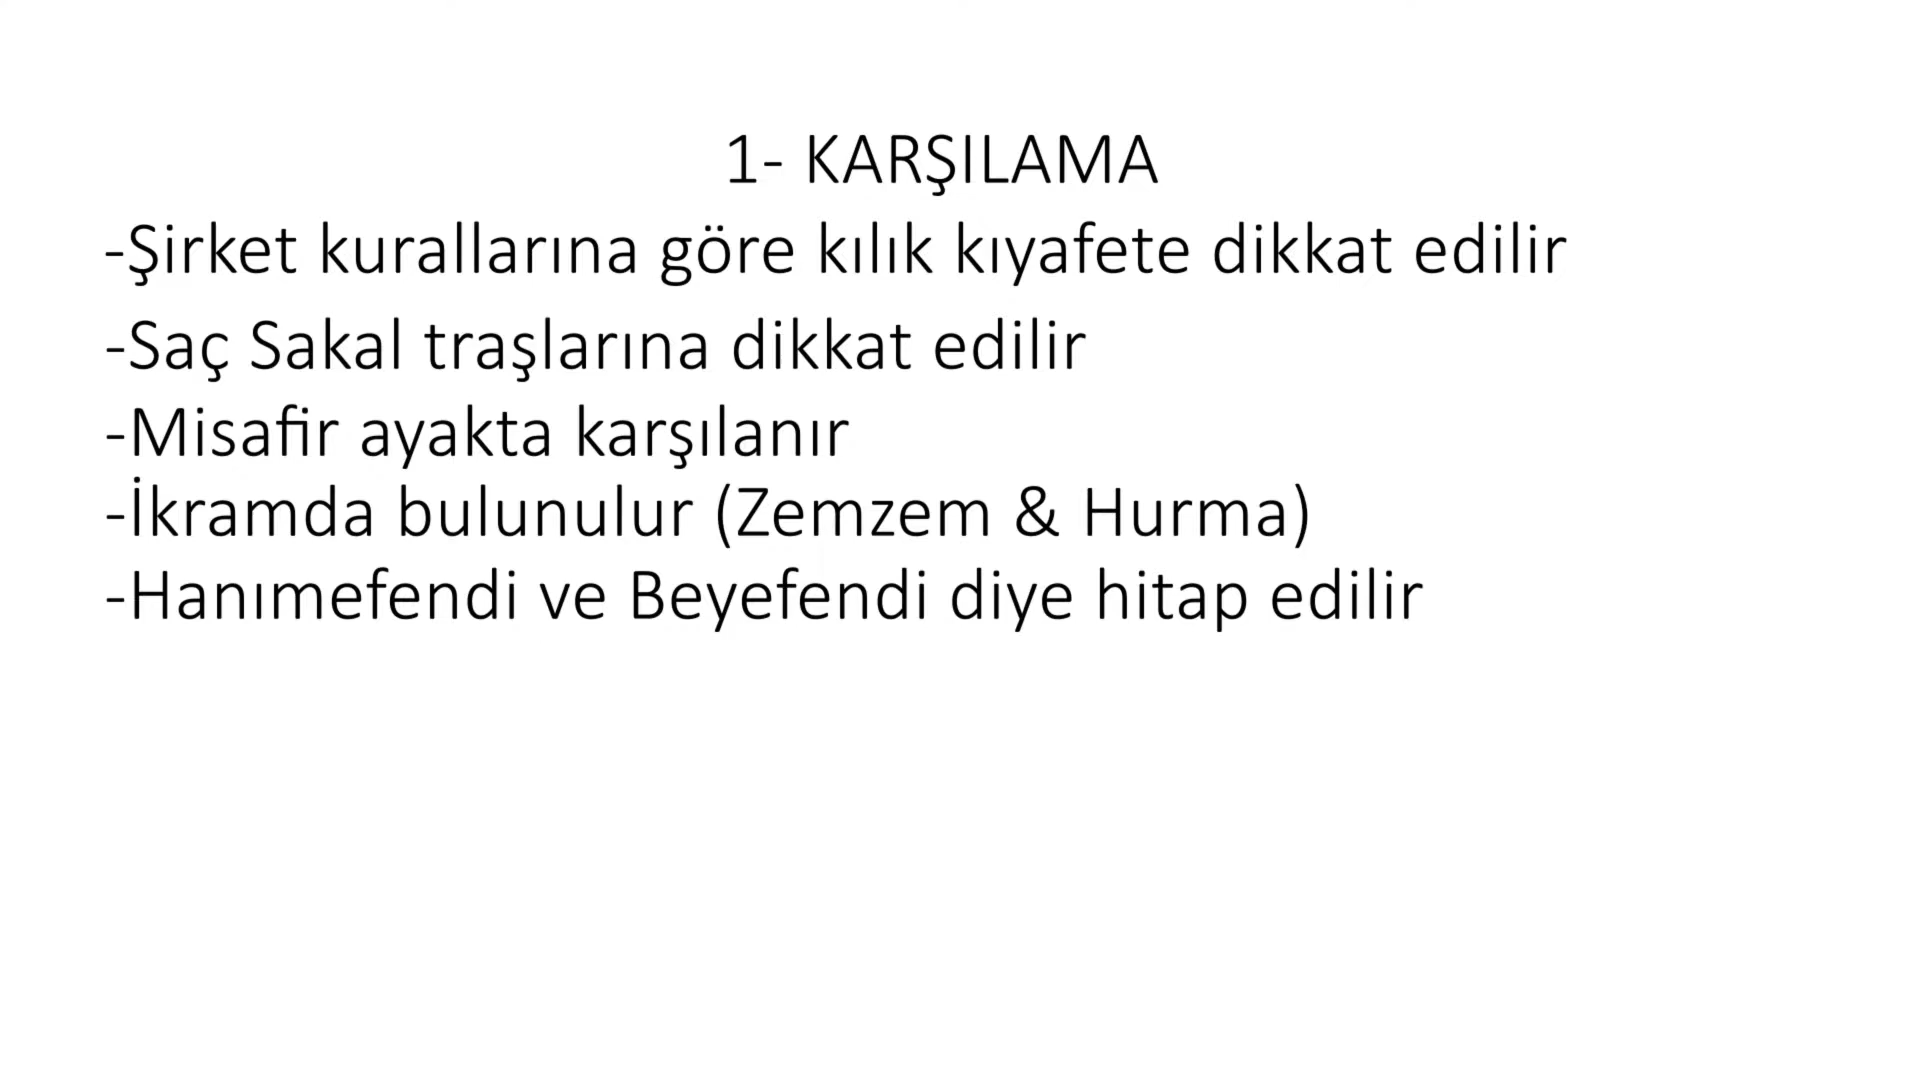 1- KARŞILAMA
-Şirket kurallarına göre kılık kıyafete dikkat edilir
-Saç Sakal traşlarına dikkat edilir
-Misafir ayakta karşılanır
-İkramda bulunulur (Zemzem & Hurma)
-Hanımefendi ve Beyefendi diye hitap edilir